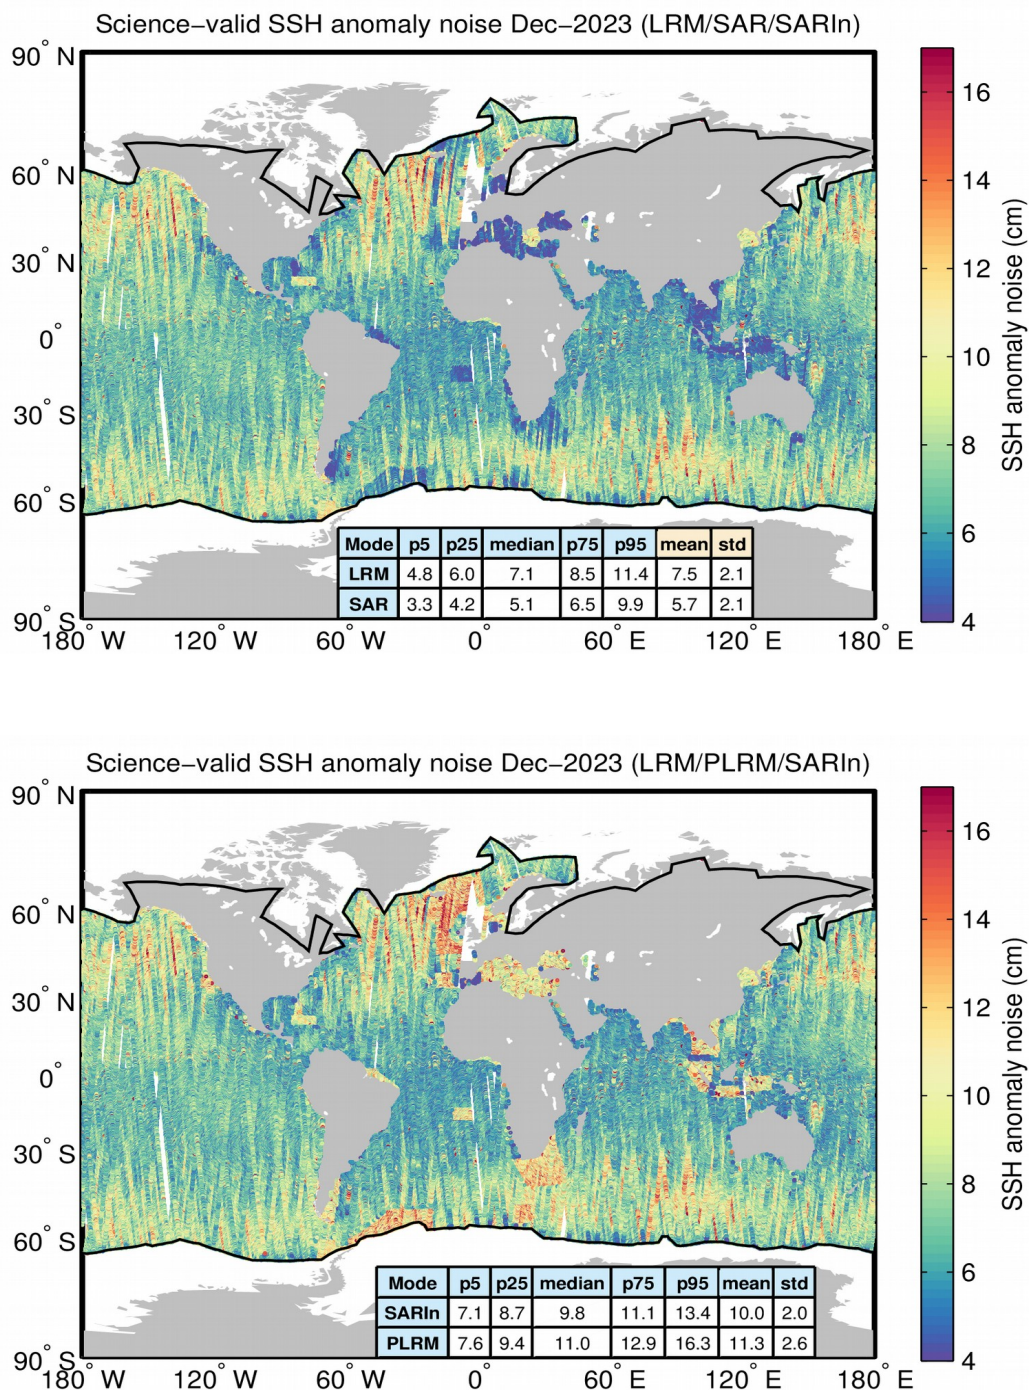 Science−valid SSH anomaly noise Dec−2023 (LRM/SAR/SARIn)
90° N
60° N
30° N
0°
30° S
60° S
90° S
180° W 120° W 60° W 0° 60° E 120° E 180° E
Mode p5 p25 median p75 p95 mean std
LRM 4.8 6.0 7.1 8.5 11.4 7.5 2.1
SAR 3.3 4.2 5.1 6.5 9.9 5.7 2.1
16
14
12
10
8
6
4
SSH anomaly noise (cm)
Science−valid SSH anomaly noise Dec−2023 (LRM/PLRM/SARIn)
90° N
60° N
30° N
0°
30° S
60° S
90° S
180° W 120° W 60° W 0° 60° E 120° E 180° E
Mode p5 p25 median p75 p95 mean std
SARIn 7.1 8.7 9.8 11.1 13.4 10.0 2.0
PLRM 7.6 9.4 11.0 12.9 16.3 11.3 2.6
16
14
12
10
8
6
4
SSH anomaly noise (cm)